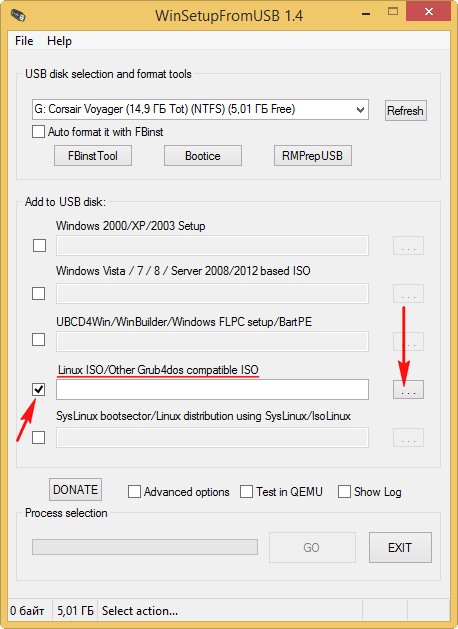 WinSetupFromUSB 1.4
File Help
USB disk selection and format tools
G: Corsair Voyager (14,9 ГБ Tot) (NTFS) (5,01 ГБ Free)
Refresh
Auto format it with FBinst
FBinstTool Bootice RMPrepUSB
Add to USB disk:
Windows 2000/XP/2003 Setup
...
Windows Vista / 7 / 8 / Server 2008/2012 based ISO
...
UBCD4Win/WinBuilder/Windows FLPC setup/BartPE
...
Linux ISO/Other Grub4dos compatible ISO
...
SysLinux bootsector/Linux distribution using SysLinux/IsoLinux
...
DONATE Advanced options Test in QEMU Show Log
Process selection
GO EXIT
0 байт 5,01 ГБ Select action...